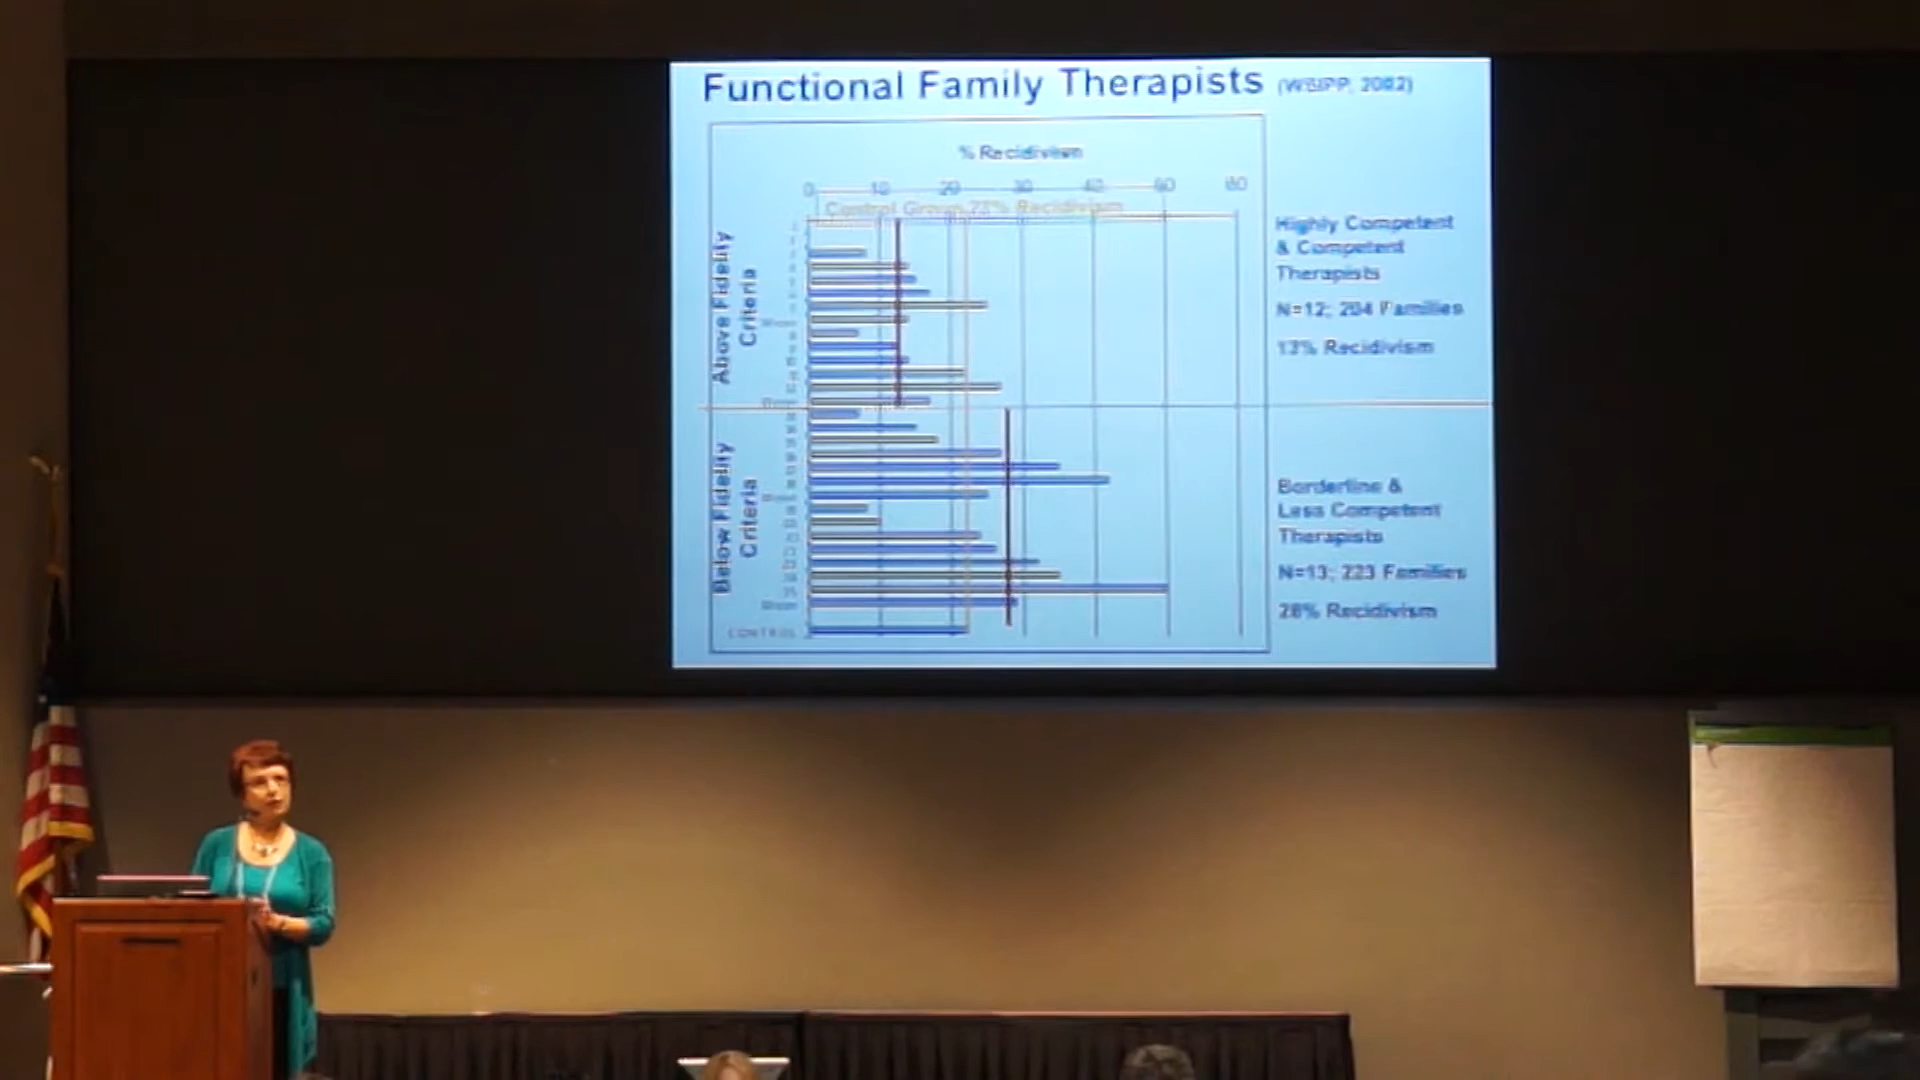 Functional Family Therapists (WSIPP, 2002)
% Recidivism
0 10 20 30 40 50 60
Control Group 22% Recidivism
Above Fidelity
Criteria
Highly Competent
& Competent
Therapists
N=12; 204 Families
13% Recidivism
Below Fidelity
Criteria
Borderline &
Less Competent
Therapists
N=13; 223 Families
28% Recidivism
CONTROL